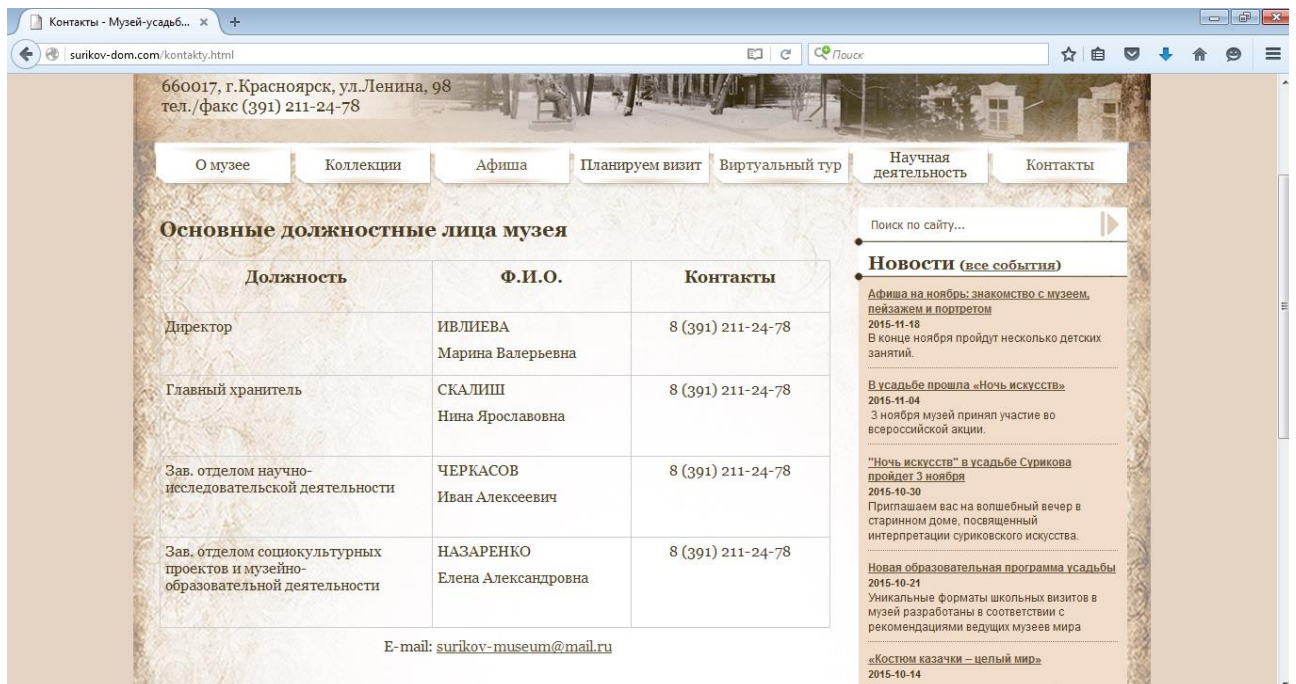 Контакты - Музей-усадьб...
surikov-dom.com/kontakty.html
Поиск
660017, г.Красноярск, ул.Ленина, 98
тел./факс (391) 211-24-78
О музее Коллекции Афиша Планируем визит Виртуальный тур Научная деятельность Контакты
Основные должностные лица музея
Должность Ф.И.О. Контакты
Директор ИВЛИЕВА 8 (391) 211-24-78
Марина Валерьевна
Главный хранитель СКАЛИШ 8 (391) 211-24-78
Нина Ярославовна
Зав. отделом научно- ЧЕРКАСОВ 8 (391) 211-24-78
исследовательской деятельности Иван Алексеевич
Зав. отделом социокультурных НАЗАРЕНКО 8 (391) 211-24-78
проектов и музейно- Елена Александровна
образовательной деятельности
E-mail: surikov-museum@mail.ru
Поиск по сайту...
Новости (все события)
Афиша на ноябрь: знакомство с музеем,
пейзажем и портретом
2015-11-18
В конце ноября пройдут несколько детских
занятий.
В усадьбе прошла «Ночь искусств»
2015-11-04
3 ноября музей принял участие во
всероссийской акции.
"Ночь искусств" в усадьбе Сурикова
пройдет 3 ноября
2015-10-30
Приглашаем вас на волшебный вечер в
старинном доме, посвященный
интерпретации суриковского искусства.
Новая образовательная программа усадьбы
2015-10-21
Уникальные форматы школьных визитов в
музей разработаны в соответствии с
рекомендациями ведущих музеев мира
«Костюм казачки – целый мир»
2015-10-14